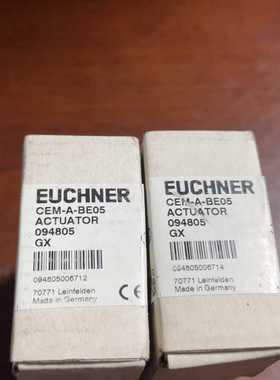 EUCHNER
CEM-A-BE05
ACTUATOR
094805
GX
094805006712
70771 Leinfelden
Made in Germany
CE
EUCHNER
CEM-A-BE05
ACTUATOR
094805
GX
094805006714
70771 Leinfelden
Made in Germany